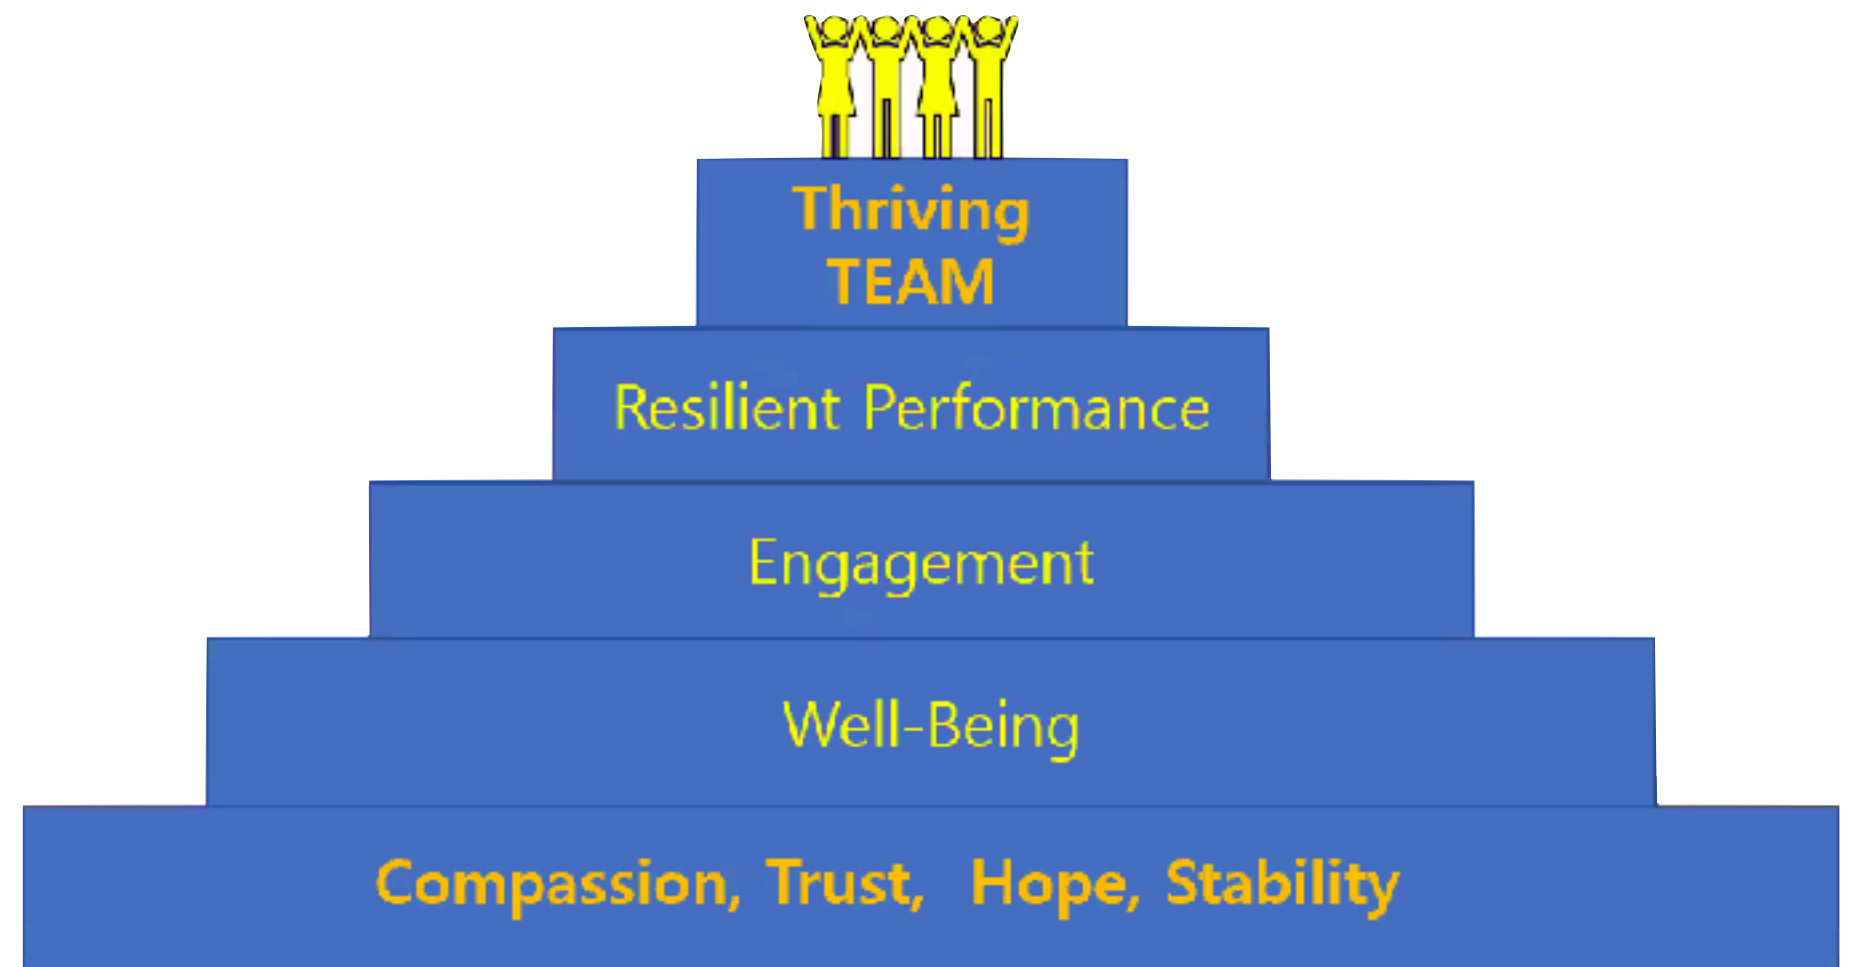 Thriving
TEAM
Resilient Performance
Engagement
Well-Being
Compassion, Trust, Hope, Stability